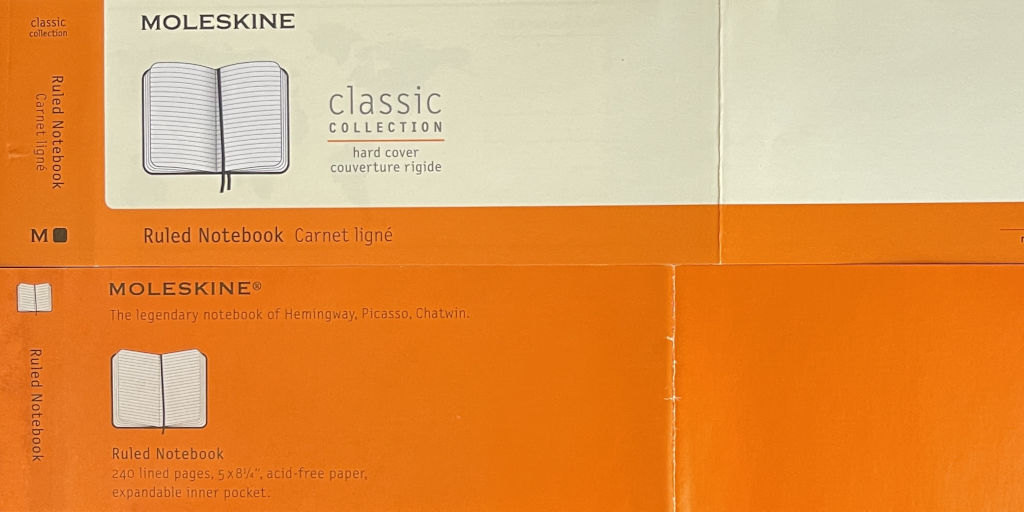 classic
collection
Ruled Notebook
Carnet ligné
M
MOLESKINE
classic
COLLECTION
hard cover
couverture rigide
Ruled Notebook Carnet ligné
Ruled Notebook
MOLESKINE®
The legendary notebook of Hemingway, Picasso, Chatwin.
Ruled Notebook
240 lined pages, 5 x 8¼", acid-free paper,
expandable inner pocket.